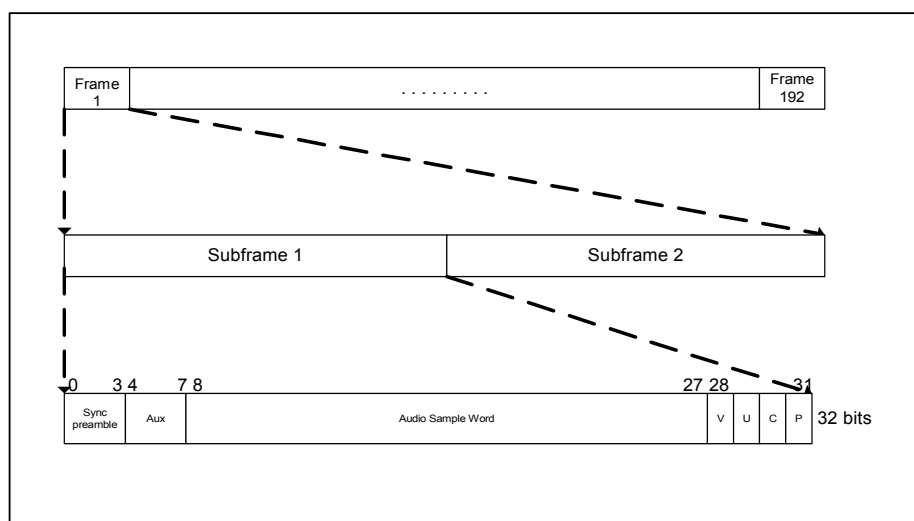 Frame
1
. . . . . . . . .
Frame
192
Subframe 1
Subframe 2
0 3 4 7 8 27 28 31
Sync
preamble
Aux
Audio Sample Word
V
U
C
P
32 bits